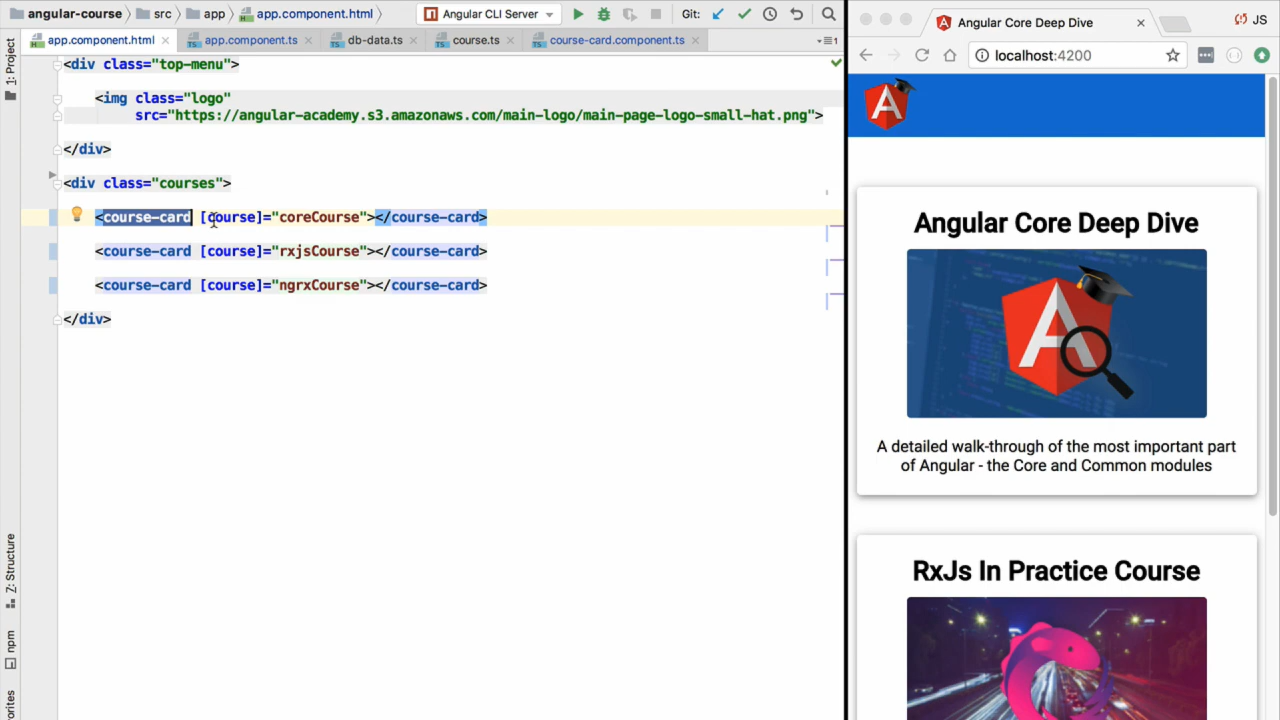 angular-course
src
app
app.component.html
Angular CLI Server
Git:
app.component.html
app.component.ts
db-data.ts
course.ts
course-card.component.ts
1
1: Project
Z: Structure
npm
<div class="top-menu">
<img class="logo"
src="https://angular-academy.s3.amazonaws.com/main-logo/main-page-logo-small-hat.png">
</div>
<div class="courses">
<course-card [course]="coreCourse"></course-card>
<course-card [course]="rxjsCourse"></course-card>
<course-card [course]="ngrxCourse"></course-card>
</div>
Angular Core Deep Dive
JS
localhost:4200
Angular Core Deep Dive
A detailed walk-through of the most important part
of Angular - the Core and Common modules
RxJs In Practice Course